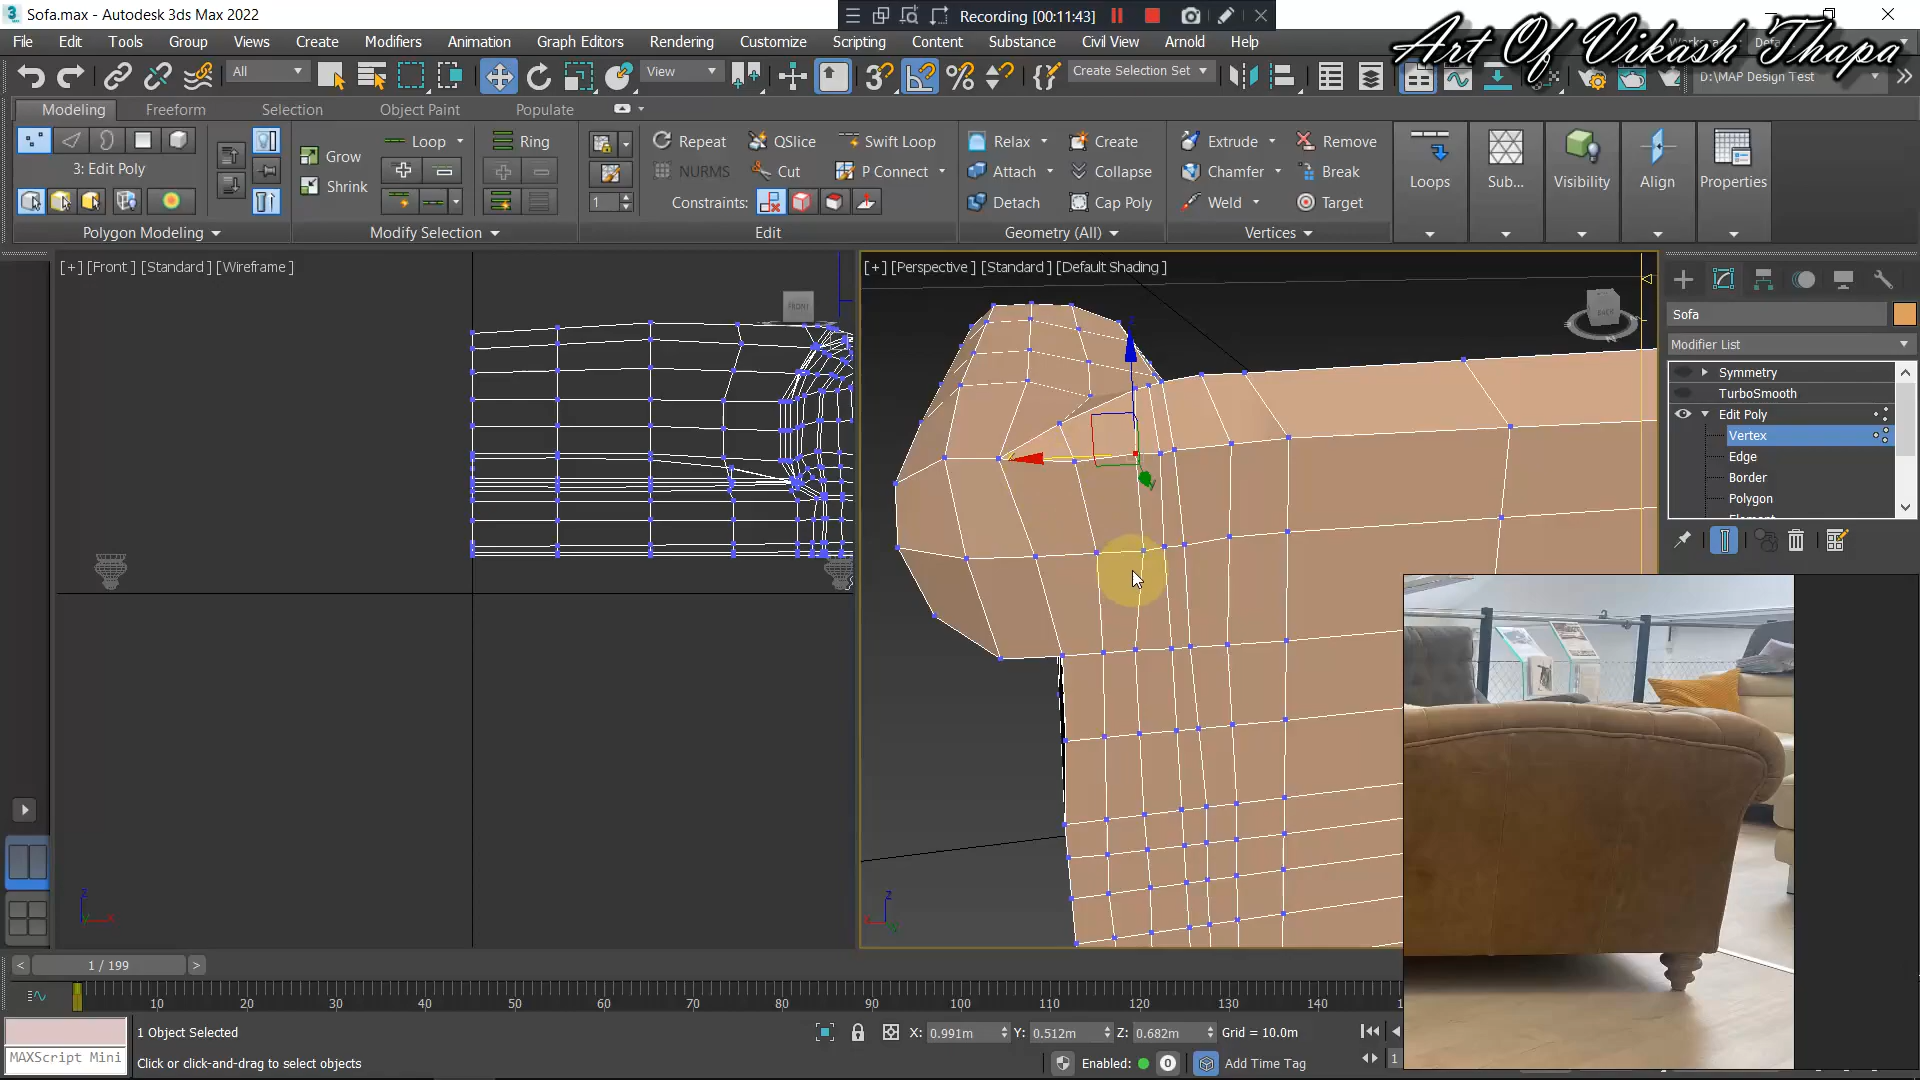 Sofa.max - Autodesk 3ds Max 2022
Recording [00:11:43]
Art Of Vikash Thapa
File Edit Tools Group Views Create Modifiers Animation Graph Editors Rendering Customize Scripting Content Substance Civil View Arnold Help
All
View
Create Selection Set
D:\MAP Design Test
Modeling Freeform Selection Object Paint Populate
Loop Ring Repeat QSlice Swift Loop Relax Create Extrude Remove
Grow
3: Edit Poly NURMS Cut P Connect Attach Collapse Chamfer Break
Shrink
Loops Sub... Visibility Align Properties
1 Constraints: Detach Cap Poly Weld Target
Polygon Modeling Modify Selection Edit Geometry (All) Vertices
[+] [Front ] [Standard ] [Wireframe ]
FRONT
[+] [Perspective ] [Standard ] [Default Shading ]
BACK
Sofa
Modifier List
Symmetry
TurboSmooth
Edit Poly
Vertex
Edge
Border
Polygon
z
x
z
1 / 199
10 20 30 40 50 60 70 80 90 100 110 120 130 140
1 Object Selected
X: 0.991m Y: 0.512m Z: 0.682m Grid = 10.0m
MAXScript Mini
Click or click-and-drag to select objects
Enabled: 0 Add Time Tag
1